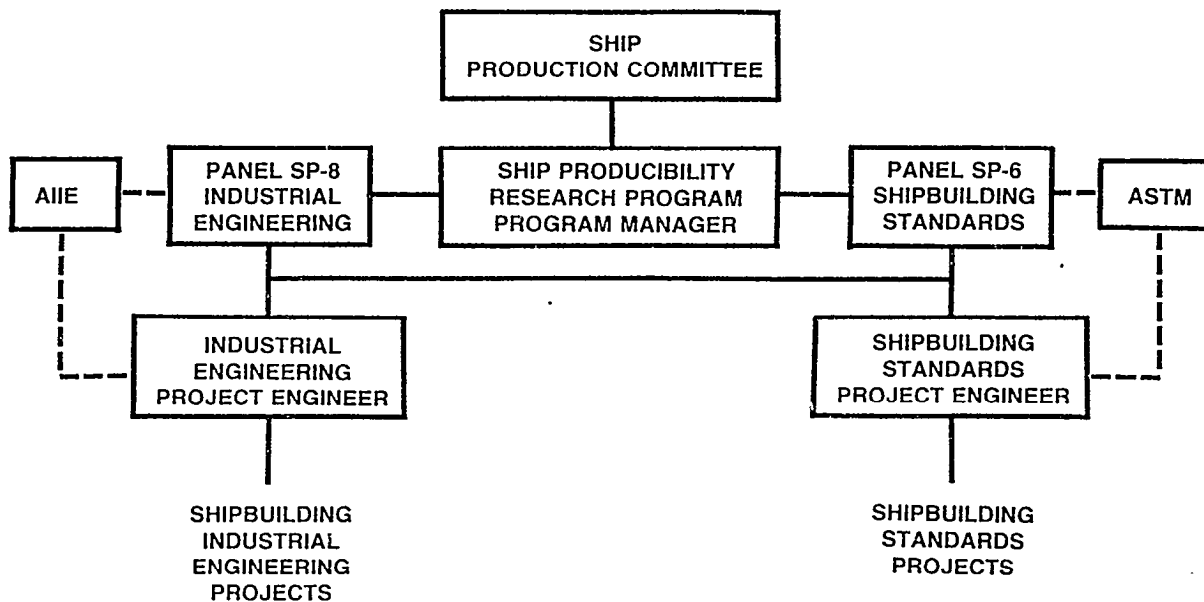 SHIP
PRODUCTION COMMITTEE
AIIE
PANEL SP-8
INDUSTRIAL
ENGINEERING
SHIP PRODUCIBILITY
RESEARCH PROGRAM
PROGRAM MANAGER
PANEL SP-6
SHIPBUILDING
STANDARDS
ASTM
INDUSTRIAL
ENGINEERING
PROJECT ENGINEER
SHIPBUILDING
STANDARDS
PROJECT ENGINEER
SHIPBUILDING
INDUSTRIAL
ENGINEERING
PROJECTS
SHIPBUILDING
STANDARDS
PROJECTS